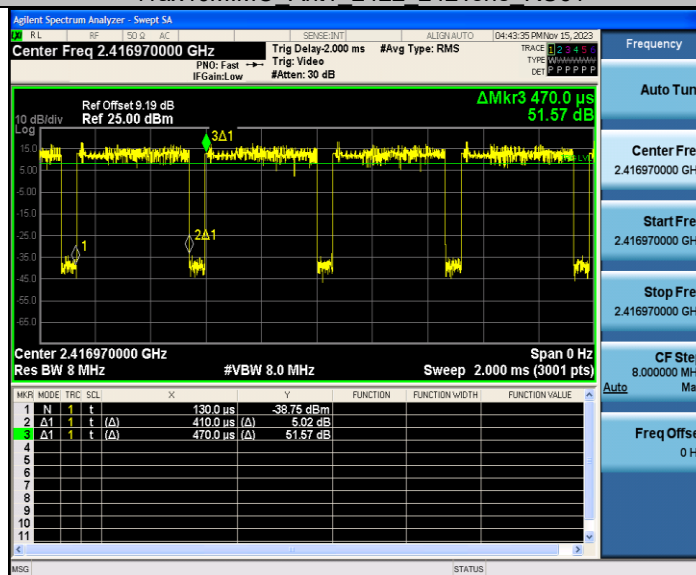 Agilent Spectrum Analyzer - Swept SA
RL RF 50 Ω AC SENSE:INT ALIGN AUTO 04:43:35 PM Nov 15, 2023
Center Freq 2.416970000 GHz
PNO: Fast
IFGain:Low
Trig Delay-2.000 ms
Trig: Video
#Atten: 30 dB
#Avg Type: RMS
TRACE 1 2 3 4 5 6
TYPE W
DET P P P P P P
Ref Offset 9.19 dB
10 dB/div Ref 25.00 dBm
Log
ΔMkr3 470.0 µs
51.57 dB
15.0
5.00
-5.00
-15.0
-25.0
-35.0
-45.0
-55.0
-65.0
3Δ1
2Δ1
1
Center 2.416970000 GHz Span 0 Hz
Res BW 8 MHz #VBW 8.0 MHz Sweep 2.000 ms (3001 pts)
MKR MODE TRC SCL X Y FUNCTION FUNCTION WIDTH FUNCTION VALUE
1 N 1 t 130.0 µs -38.75 dBm
2 Δ1 1 t (Δ) 410.0 µs (Δ) 5.02 dB
3 Δ1 1 t (Δ) 470.0 µs (Δ) 51.57 dB
4
5
6
7
8
9
10
11
MSG STATUS
Frequency
Auto Tun
Center Fre
2.416970000 GH
Start Fre
2.416970000 GH
Stop Fre
2.416970000 GH
CF Ste
8.000000 MH
Auto Ma
Freq Offse
0 H